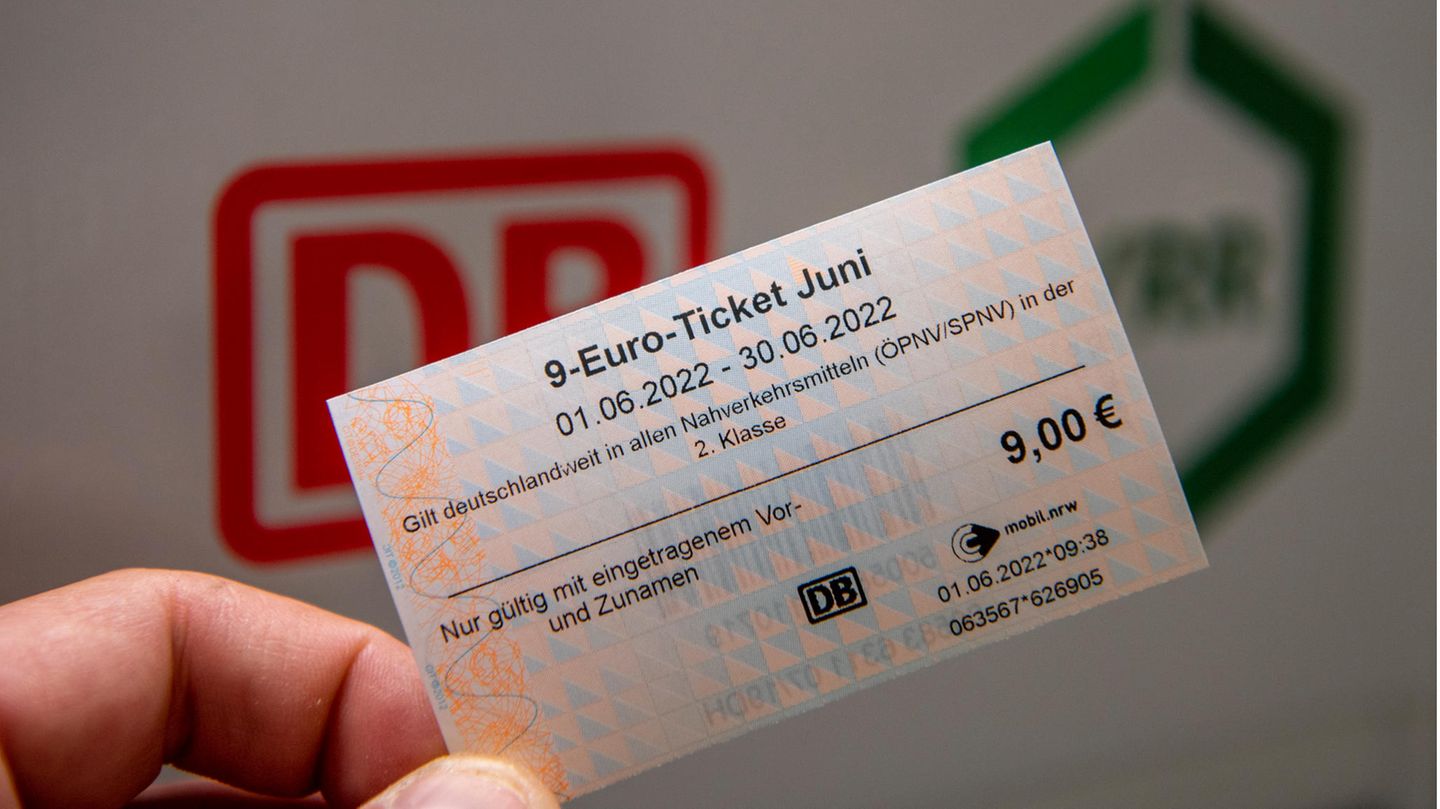 DB
VRR
9-Euro-Ticket Juni
01.06.2022 - 30.06.2022
Gilt deutschlandweit in allen Nahverkehrsmitteln (ÖPNV/SPNV) in der
2. Klasse
9,00 €
Nur gültig mit eingetragenem Vor-
und Zunamen
DB
mobil.nrw
01.06.2022*09:38
063567*626905